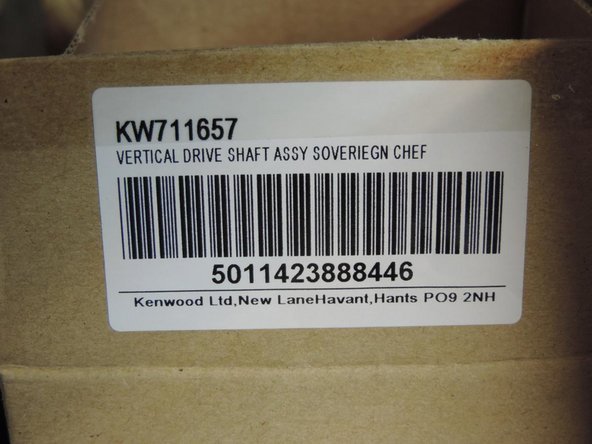 KW711657
VERTICAL DRIVE SHAFT ASSY SOVERIEGN CHEF
5011423888446
Kenwood Ltd,New LaneHavant,Hants PO9 2NH